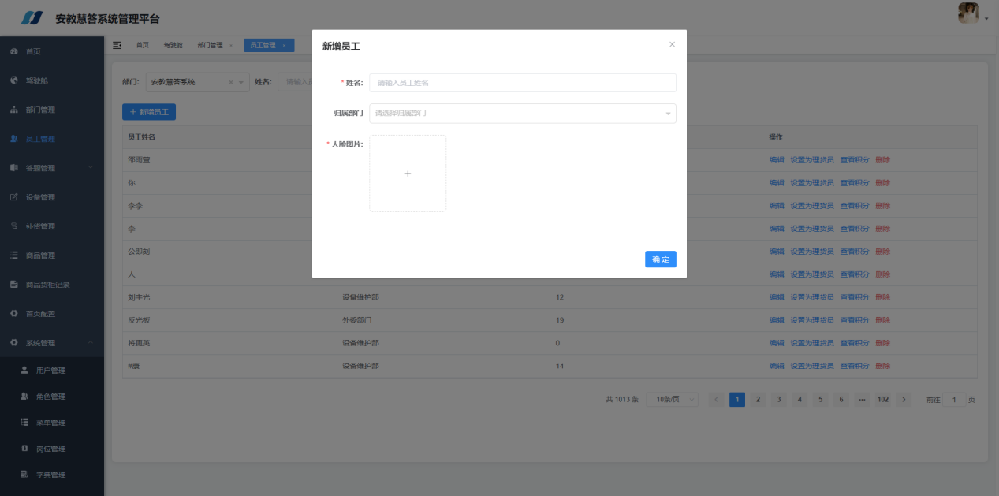 安教慧答系统管理平台
首页
驾驶舱
部门管理
员工管理
答题管理
设备管理
补货管理
商品管理
商品货柜记录
首页配置
系统管理
用户管理
角色管理
菜单管理
岗位管理
字典管理
首页 驾驶舱 部门管理 × 员工管理 ×
部门: 安教慧答系统 姓名: 请输入员
+ 新增员工
员工姓名 操作
邵雨萱 编辑 设置为理货员 查看积分 删除
你 编辑 设置为理货员 查看积分 删除
李李 编辑 设置为理货员 查看积分 删除
李 编辑 设置为理货员 查看积分 删除
公即刻 编辑 设置为理货员 查看积分 删除
人 编辑 设置为理货员 查看积分 删除
刘宇光 设备维护部 12 编辑 设置为理货员 查看积分 删除
反光板 外委部门 19 编辑 设置为理货员 查看积分 删除
将更英 设备维护部 0 编辑 设置为理货员 查看积分 删除
#康 设备维护部 14 编辑 设置为理货员 查看积分 删除
共 1013 条 10条/页 < 1 2 3 4 5 6 ··· 102 > 前往 1 页
新增员工
* 姓名: 请输入员工姓名
归属部门 请选择归属部门
* 人脸图片:
+
确 定